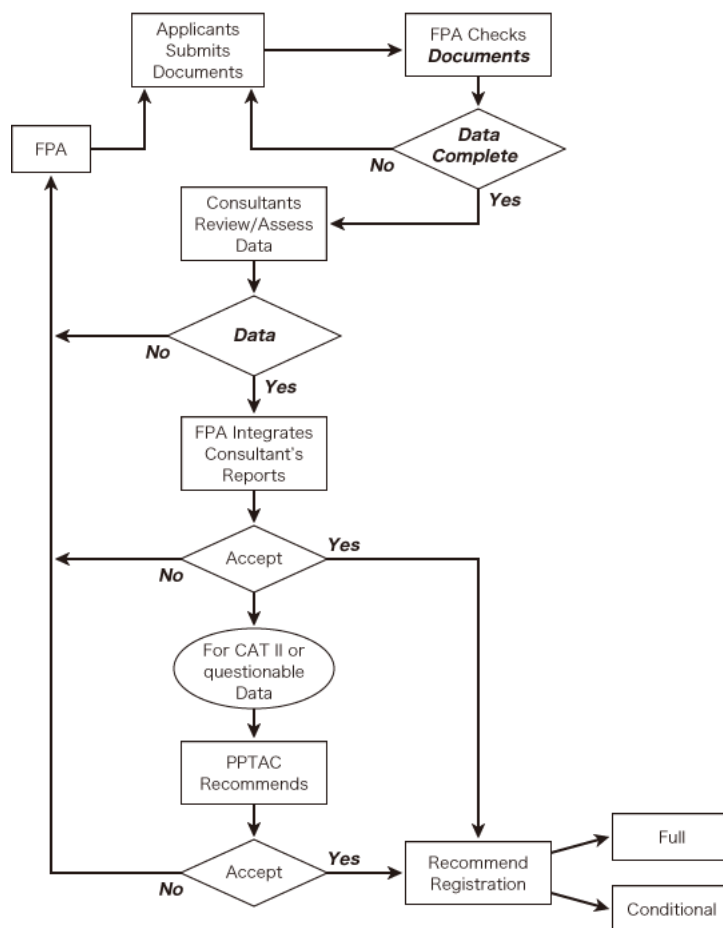 Applicants
Submits
Documents
FPA Checks
Documents
FPA
Data
Complete
No
Yes
Consultants
Review/Assess
Data
Data
No
Yes
FPA Integrates
Consultant's
Reports
Accept
No
Yes
For CAT II or
questionable
Data
PPTAC
Recommends
Accept
No
Yes
Recommend
Registration
Full
Conditional